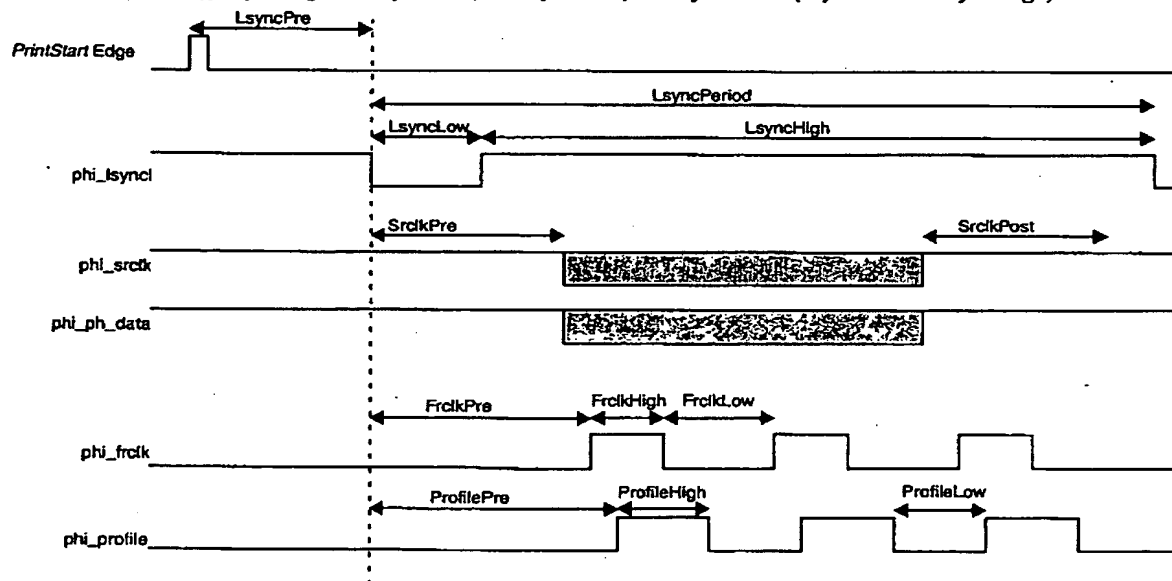 LsyncPre
PrintStart Edge
LsyncPeriod
LsyncLow
LsyncHigh
phi_lsyncl
SrclkPre
SrclkPost
phi_srclk
phi_ph_data
FrclkPre
FrclkHigh
FrclkLow
phi_frclk
ProfilePre
ProfileHigh
ProfileLow
phi_profile